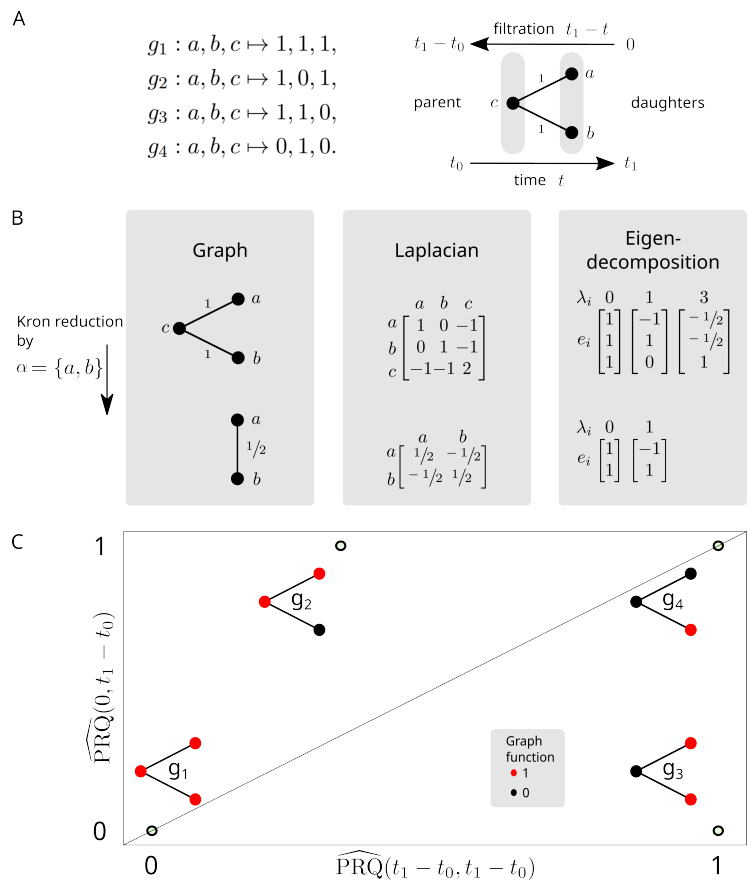 A
g₁ : a, b, c ↦ 1, 1, 1,
g₂ : a, b, c ↦ 1, 0, 1,
g₃ : a, b, c ↦ 1, 1, 0,
g₄ : a, b, c ↦ 0, 1, 0.
filtration t₁ − t
t₁ − t₀ 0
1 a
parent c daughters
1 b
t₀ t₁
time t
B
Graph
Laplacian
Eigen-
decomposition
Kron reduction
by
α = {a, b}
1 a
c
1 b
a
1/2
b
a b c
a 1 0 −1
b 0 1 −1
c −1 −1 2
a b
a 1/2 −1/2
b −1/2 1/2
λᵢ 0 1 3
1 −1 −1/2
eᵢ 1 1 −1/2
1 0 1
λᵢ 0 1
eᵢ 1 −1
1 1
C
1
g₂
g₄
P͡RQ(0, t₁ − t₀)
g₁
g₃
Graph
function
1
0
0
0 P͡RQ(t₁ − t₀, t₁ − t₀) 1